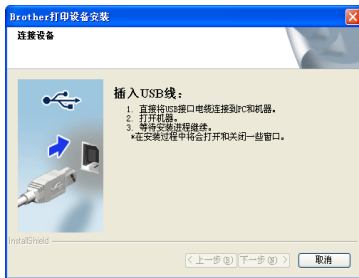 Brother打印设备安装
连接设备
插入USB线：
1. 直接将USB接口电缆连接到PC和机器。
2. 打开机器。
3. 等待安装进程继续。
*在安装过程中将会打开和关闭一些窗口。
InstallShield
< 上一步(B) 下一步(N) > 取消